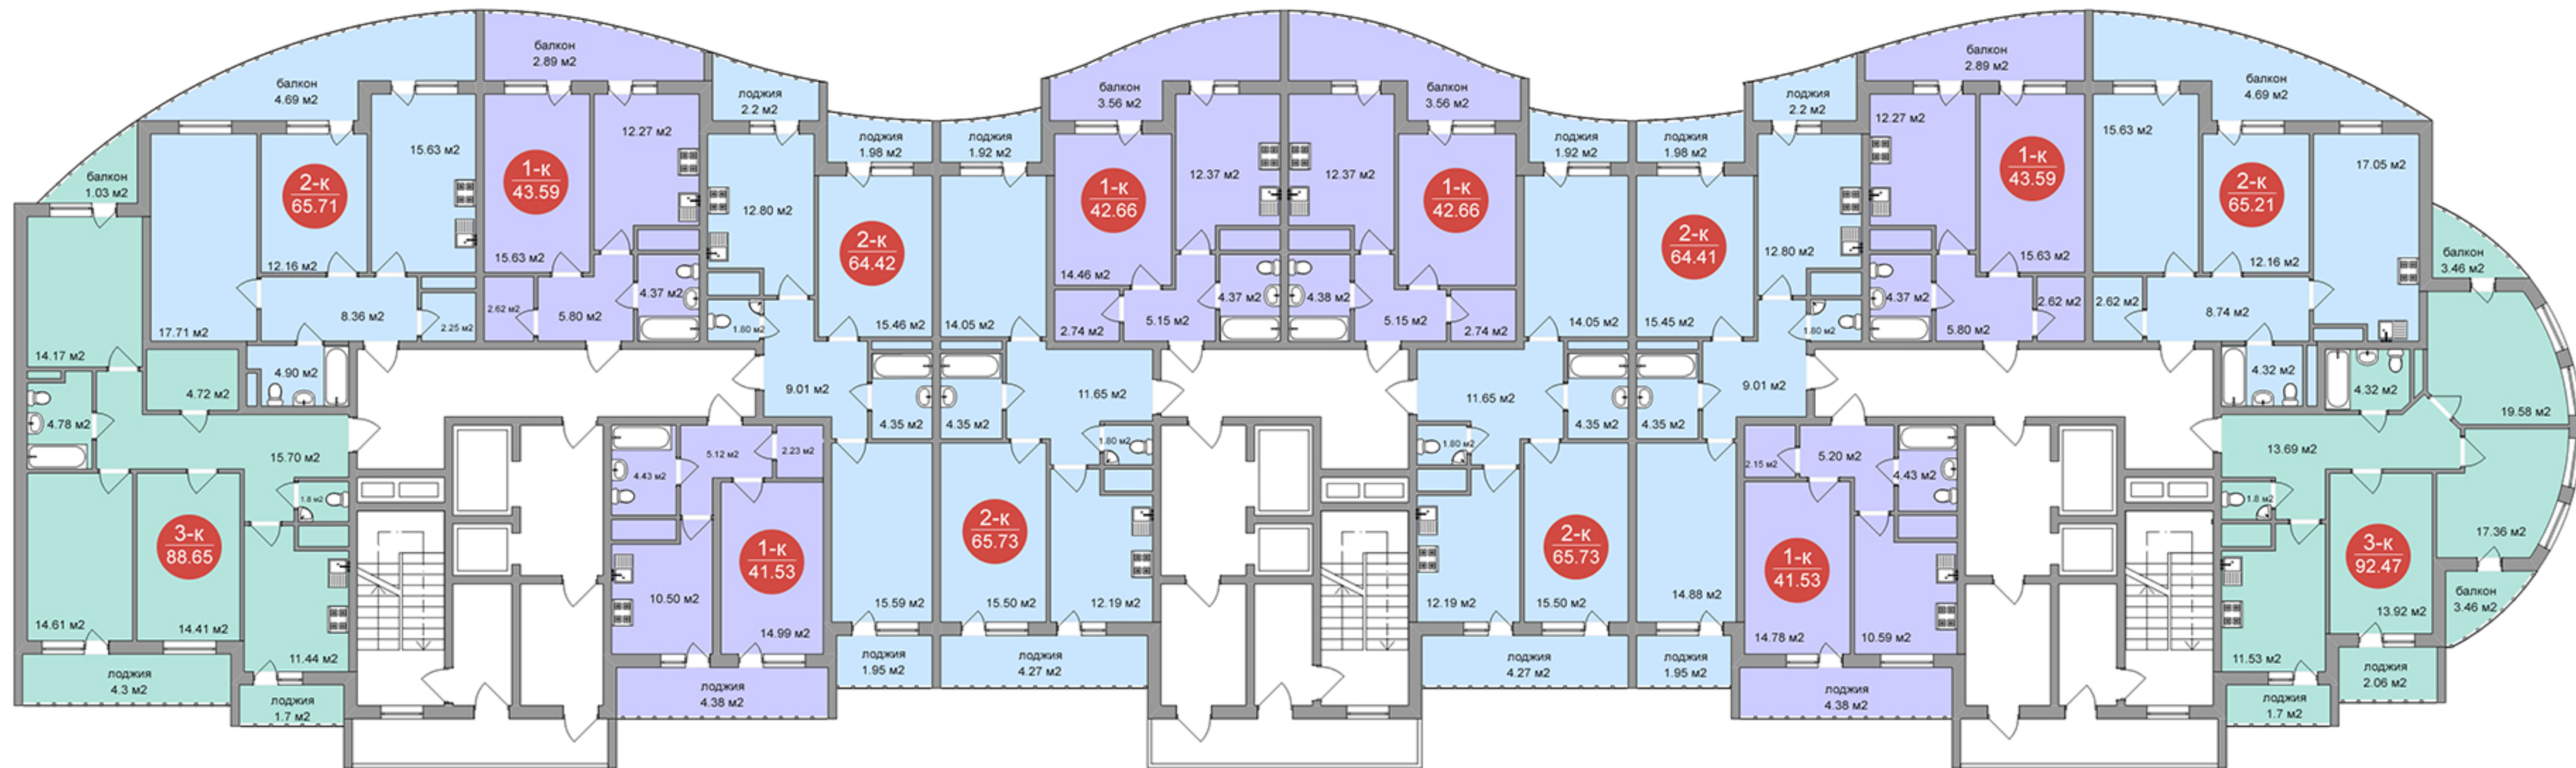 балкон
1.03 м2
14.17 м2
4.78 м2
4.72 м2
15.70 м2
1.8 м2
3-к
88.65
14.61 м2
14.41 м2
11.44 м2
лоджия
4.3 м2
лоджия
1.7 м2
балкон
4.69 м2
2-к
65.71
15.63 м2
12.16 м2
17.71 м2
8.36 м2
2.25 м2
4.90 м2
балкон
2.89 м2
1-к
43.59
12.27 м2
15.63 м2
2.62 м2
5.80 м2
4.37 м2
лоджия
2.2 м2
лоджия
1.98 м2
12.80 м2
2-к
64.42
1.80 м2
15.46 м2
9.01 м2
4.35 м2
15.59 м2
лоджия
1.95 м2
4.43 м2
5.12 м2
2.23 м2
1-к
41.53
10.50 м2
14.99 м2
лоджия
4.38 м2
лоджия
1.92 м2
14.05 м2
11.65 м2
4.35 м2
1.80 м2
2-к
65.73
15.50 м2
12.19 м2
лоджия
4.27 м2
балкон
3.56 м2
1-к
42.66
12.37 м2
14.46 м2
2.74 м2
5.15 м2
4.37 м2
балкон
3.56 м2
12.37 м2
1-к
42.66
4.38 м2
5.15 м2
2.74 м2
лоджия
1.92 м2
14.05 м2
11.65 м2
4.35 м2
1.80 м2
2-к
65.73
12.19 м2
15.50 м2
лоджия
4.27 м2
лоджия
1.98 м2
лоджия
2.2 м2
2-к
64.41
12.80 м2
15.45 м2
1.80 м2
9.01 м2
4.35 м2
14.88 м2
лоджия
1.95 м2
2.15 м2
5.20 м2
4.43 м2
1-к
41.53
14.78 м2
10.59 м2
лоджия
4.38 м2
балкон
2.89 м2
12.27 м2
1-к
43.59
15.63 м2
4.37 м2
5.80 м2
2.62 м2
балкон
4.69 м2
15.63 м2
2-к
65.21
17.05 м2
12.16 м2
2.62 м2
8.74 м2
4.32 м2
балкон
3.46 м2
4.32 м2
19.58 м2
13.69 м2
1.8 м2
17.36 м2
3-к
92.47
13.92 м2
11.53 м2
балкон
3.46 м2
лоджия
2.06 м2
лоджия
1.7 м2